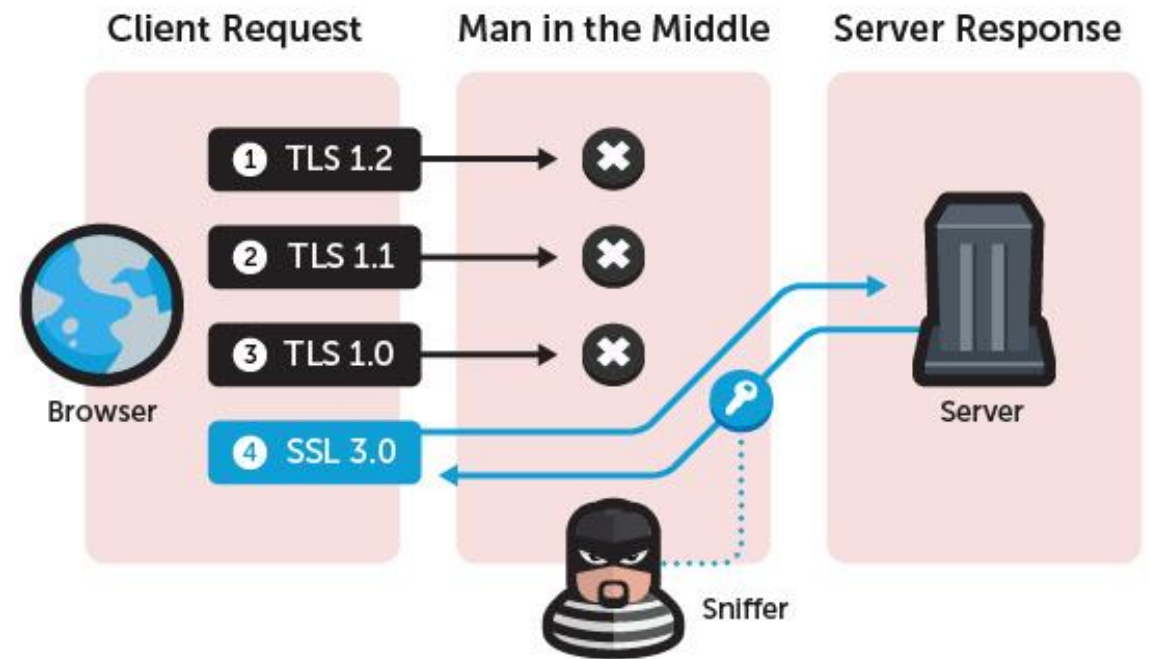 Client Request
Man in the Middle
Server Response
1 TLS 1.2
2 TLS 1.1
3 TLS 1.0
4 SSL 3.0
Browser
Server
Sniffer